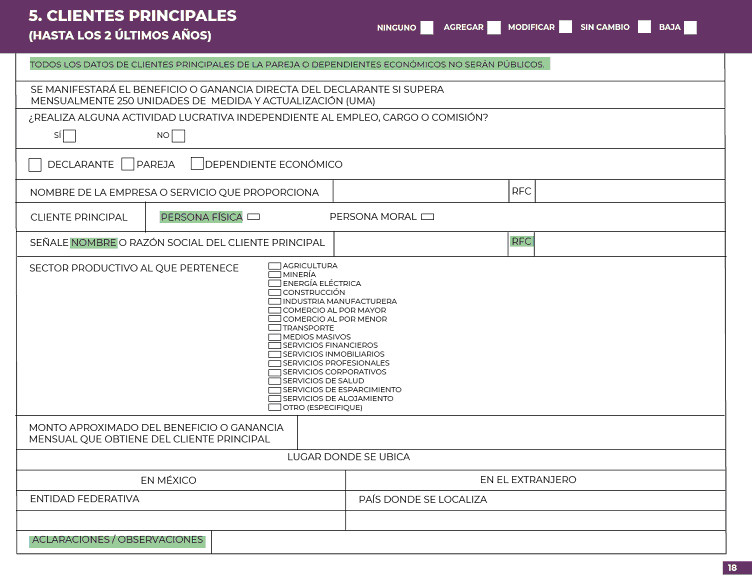 5. CLIENTES PRINCIPALES
(HASTA LOS 2 ÚLTIMOS AÑOS)
NINGUNO AGREGAR MODIFICAR SIN CAMBIO BAJA
TODOS LOS DATOS DE CLIENTES PRINCIPALES DE LA PAREJA O DEPENDIENTES ECONÓMICOS NO SERÁN PÚBLICOS.
SE MANIFESTARÁ EL BENEFICIO O GANANCIA DIRECTA DEL DECLARANTE SI SUPERA
MENSUALMENTE 250 UNIDADES DE MEDIDA Y ACTUALIZACIÓN (UMA)
¿REALIZA ALGUNA ACTIVIDAD LUCRATIVA INDEPENDIENTE AL EMPLEO, CARGO O COMISIÓN?
SÍ NO
DECLARANTE PAREJA DEPENDIENTE ECONÓMICO
NOMBRE DE LA EMPRESA O SERVICIO QUE PROPORCIONA RFC
CLIENTE PRINCIPAL PERSONA FÍSICA PERSONA MORAL
SEÑALE NOMBRE O RAZÓN SOCIAL DEL CLIENTE PRINCIPAL RFC
SECTOR PRODUCTIVO AL QUE PERTENECE
AGRICULTURA
MINERÍA
ENERGÍA ELÉCTRICA
CONSTRUCCIÓN
INDUSTRIA MANUFACTURERA
COMERCIO AL POR MAYOR
COMERCIO AL POR MENOR
TRANSPORTE
MEDIOS MASIVOS
SERVICIOS FINANCIEROS
SERVICIOS INMOBILIARIOS
SERVICIOS PROFESIONALES
SERVICIOS CORPORATIVOS
SERVICIOS DE SALUD
SERVICIOS DE ESPARCIMIENTO
SERVICIOS DE ALOJAMIENTO
OTRO (ESPECIFIQUE)
MONTO APROXIMADO DEL BENEFICIO O GANANCIA
MENSUAL QUE OBTIENE DEL CLIENTE PRINCIPAL
LUGAR DONDE SE UBICA
EN MÉXICO EN EL EXTRANJERO
ENTIDAD FEDERATIVA PAÍS DONDE SE LOCALIZA
ACLARACIONES / OBSERVACIONES
18